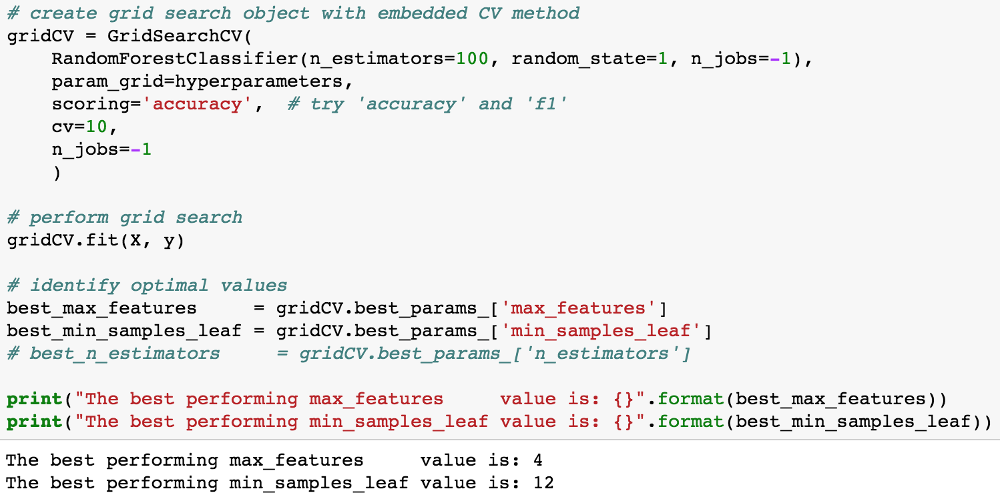 # create grid search object with embedded CV method
gridCV = GridSearchCV(
    RandomForestClassifier(n_estimators=100, random_state=1, n_jobs=-1),
    param_grid=hyperparameters,
    scoring='accuracy',  # try 'accuracy' and 'f1'
    cv=10,
    n_jobs=-1
    )

# perform grid search
gridCV.fit(X, y)

# identify optimal values
best_max_features     = gridCV.best_params_['max_features']
best_min_samples_leaf = gridCV.best_params_['min_samples_leaf']
# best_n_estimators     = gridCV.best_params_['n_estimators']

print("The best performing max_features     value is: {}".format(best_max_features))
print("The best performing min_samples_leaf value is: {}".format(best_min_samples_leaf))
The best performing max_features     value is: 4
The best performing min_samples_leaf value is: 12